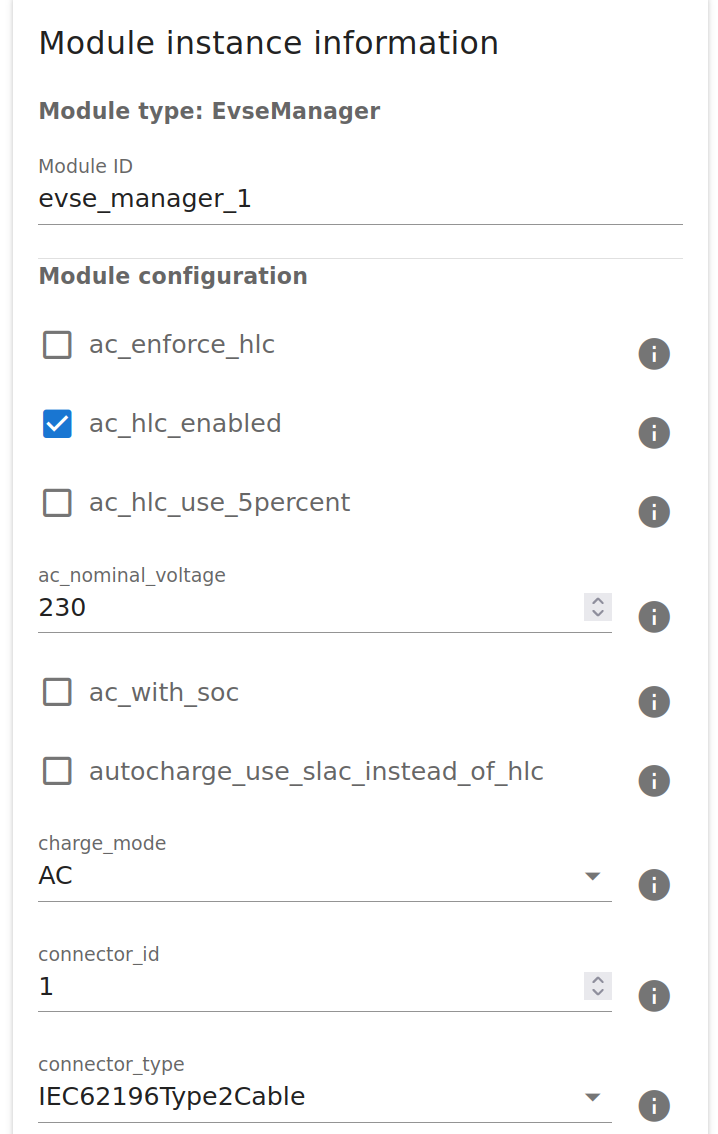 Module instance information
Module type: EvseManager
Module ID
evse_manager_1
Module configuration
ac_enforce_hlc
ac_hlc_enabled
ac_hlc_use_5percent
ac_nominal_voltage
230
ac_with_soc
autocharge_use_slac_instead_of_hlc
charge_mode
AC
connector_id
1
connector_type
IEC62196Type2Cable